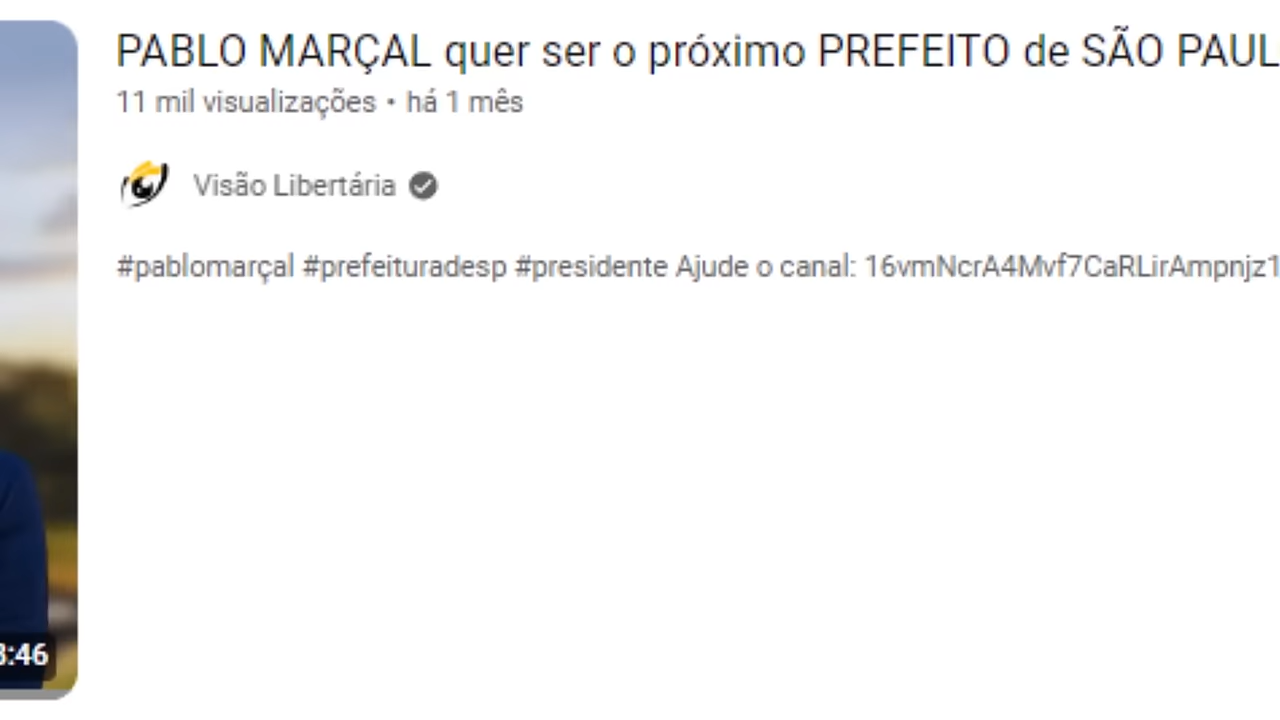 PABLO MARÇAL quer ser o próximo PREFEITO de SÃO PAUL
11 mil visualizações • há 1 mês
Visão Libertária
#pablomarçal #prefeituradesp #presidente Ajude o canal: 16vmNcrA4Mvf7CaRLirAmpnjz1
:46